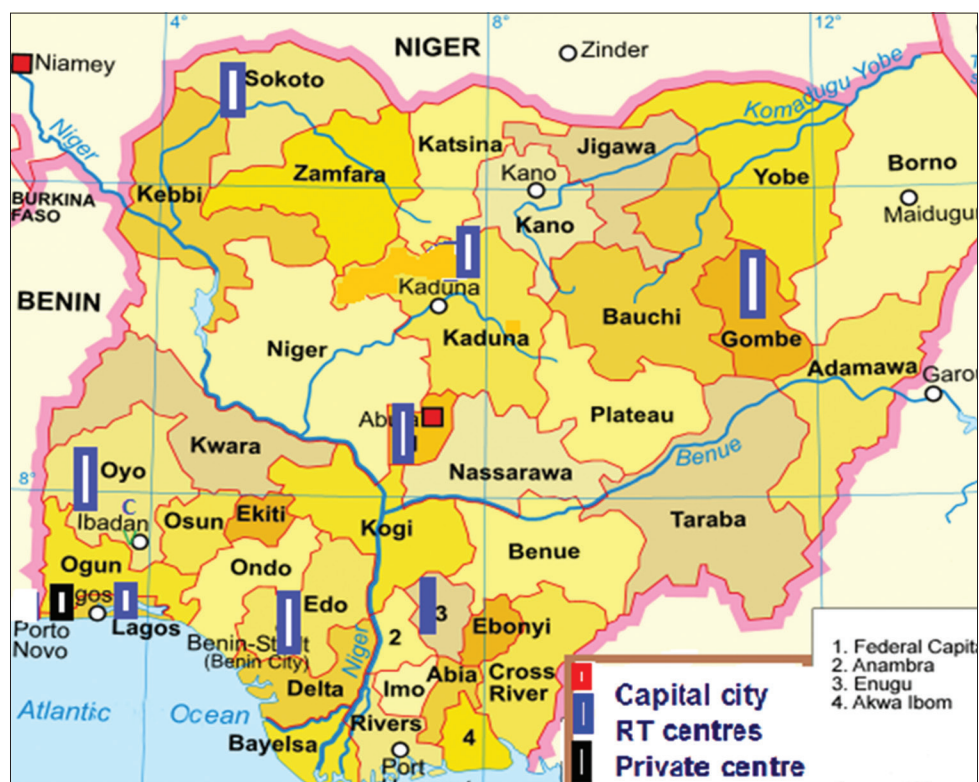 4°
8°
12°
NIGER
Zinder
Niamey
Sokoto
Komadugu Yobe
Katsina
Jigawa
Niger
Zamfara
Kano
Yobe
Borno
Kebbi
BURKINA
FASO
Kano
Maidugur
BENIN
Kaduna
Bauchi
Gombe
Niger
Kaduna
Adamawa
Garou
Plateau
Kwara
Nassarawa
Benue
Oyo
8°
C
Ibadan
Osun
Ekiti
Kogi
Taraba
Benue
Ogun
Ondo
Edo
3
Ebonyi
Lagos
Porto
Novo
2
(Benin City)
Niger
Abia
Cross
River
Imo
Delta
Atlantic Ocean
Rivers
4
Bayelsa
Port
1. Federal Capita
2. Anambra
3. Enugu
4. Akwa Ibom
Capital city
RT centres
Private centre